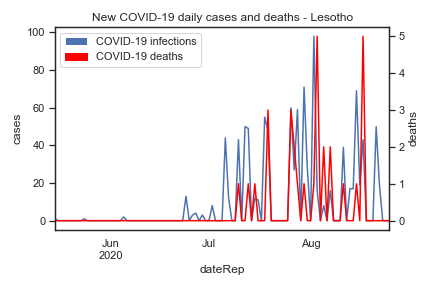 New COVID-19 daily cases and deaths - Lesotho
COVID-19 infections
COVID-19 deaths
100
80
60
40
20
0
cases
5
4
3
2
1
0
deaths
Jun
2020
Jul
Aug
dateRep